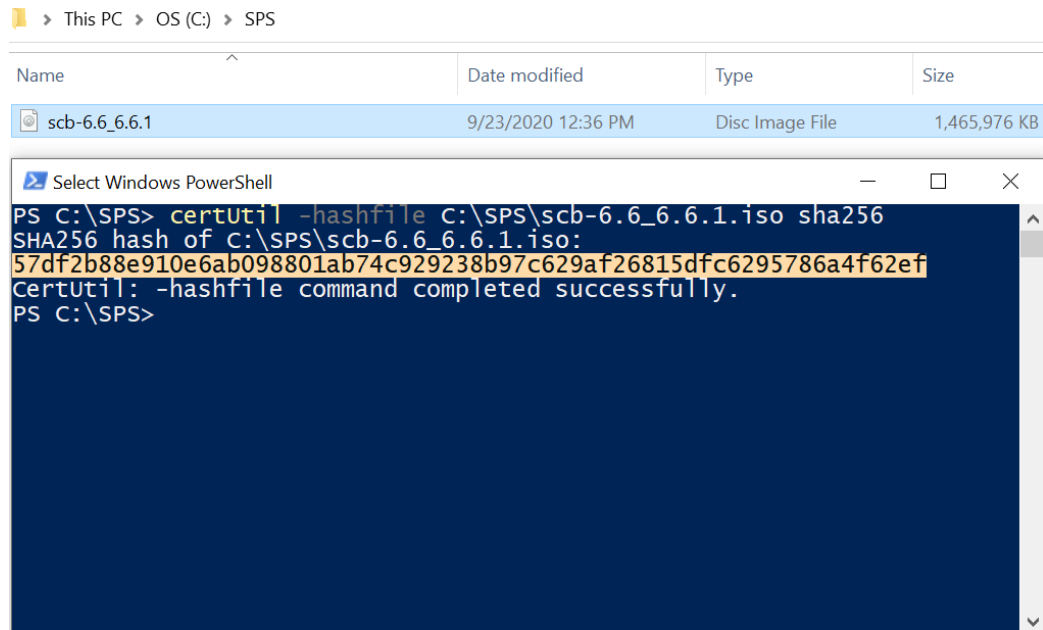 This PC > OS (C:) > SPS
Name Date modified Type Size
scb-6.6_6.6.1 9/23/2020 12:36 PM Disc Image File 1,465,976 KB
Select Windows PowerShell
PS C:\SPS> certUtil -hashfile C:\SPS\scb-6.6_6.6.1.iso sha256
SHA256 hash of C:\SPS\scb-6.6_6.6.1.iso:
57df2b88e910e6ab098801ab74c929238b97c629af26815dfc6295786a4f62ef
CertUtil: -hashfile command completed successfully.
PS C:\SPS>